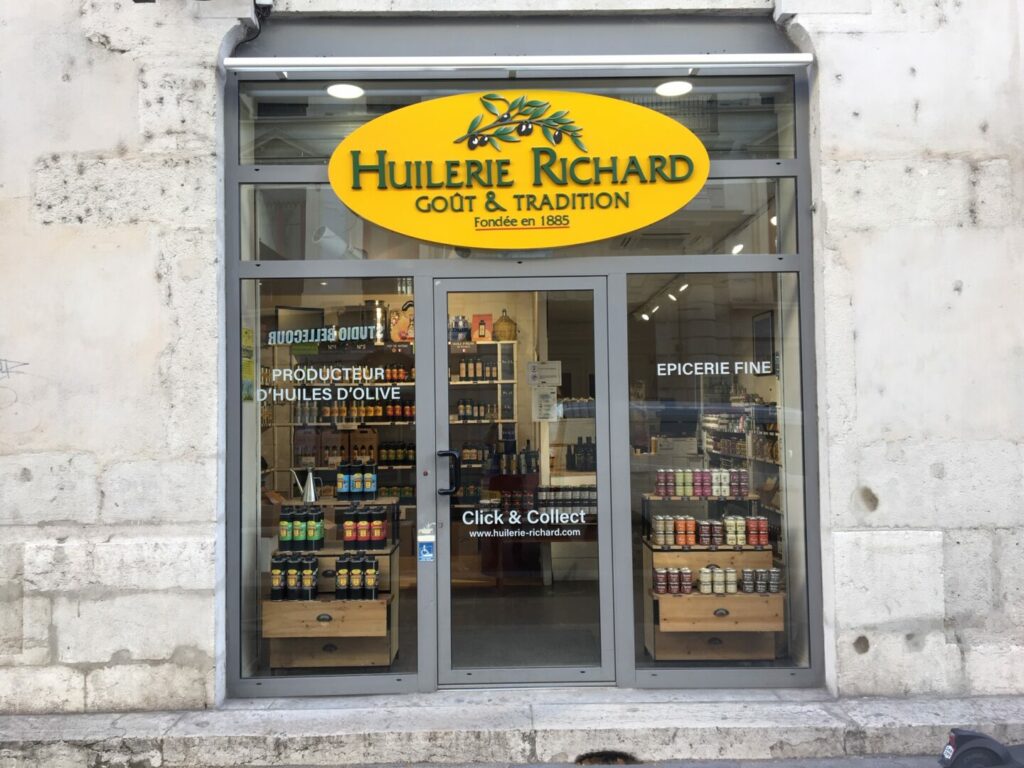 HUILERIE RICHARD
GOÛT & TRADITION
Fondée en 1885
STUDIO BELLECOUR
PRODUCTEUR
D'HUILES D'OLIVE
EPICERIE FINE
Click & Collect
www.huilerie-richard.com